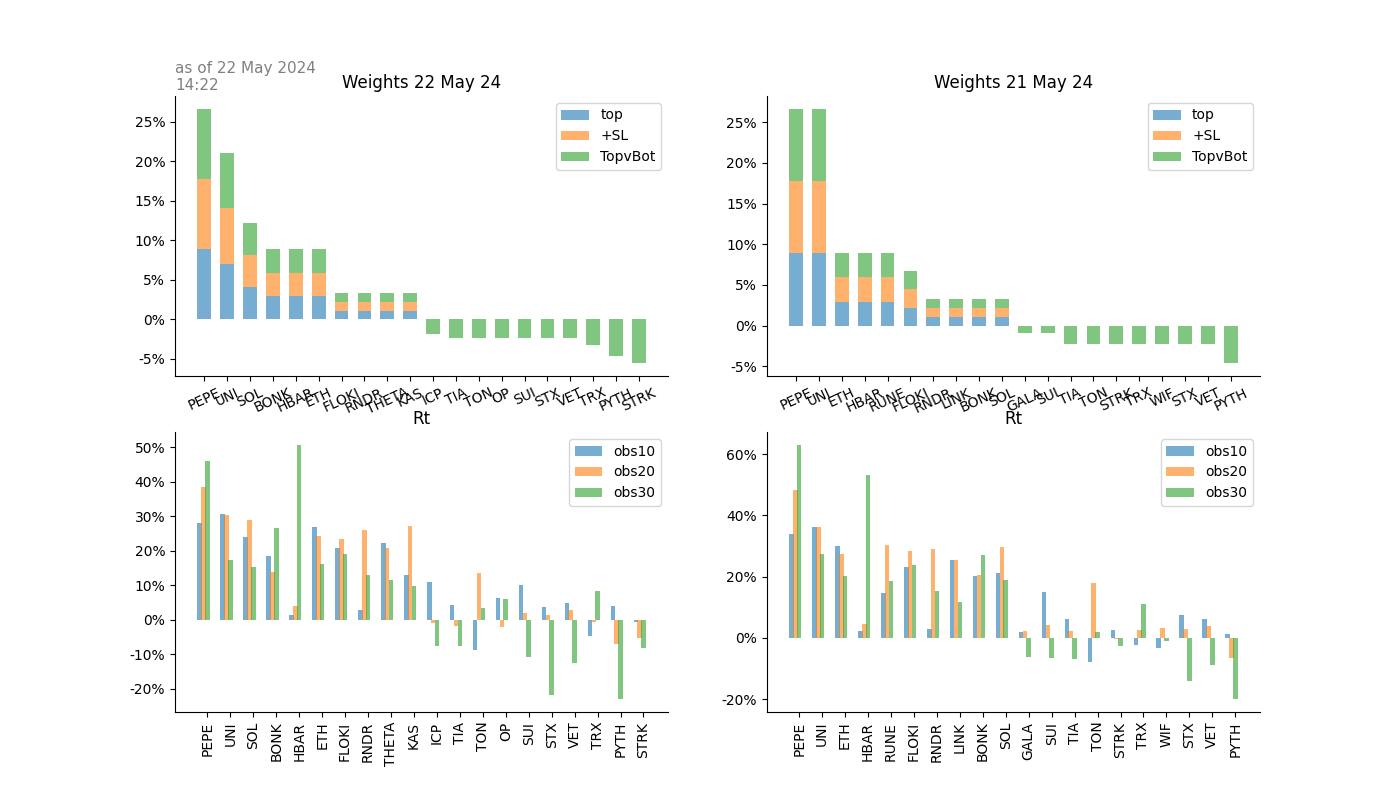 as of 22 May 2024
14:22
Weights 22 May 24
25%
20%
15%
10%
5%
0%
-5%
top
+SL
TopvBot
PEPE UNI SOL BONK HBAR ETH FLOKI RNDR THETA KAS ICP TIA TON OP SUI STX VET TRX PYTH STRK
Weights 21 May 24
25%
20%
15%
10%
5%
0%
-5%
top
+SL
TopvBot
PEPE UNI ETH HBAR RUNE FLOKI RNDR LINK BONK SOL GALA SUI TIA TON STRK TRX WIF STX VET PYTH
Rt
50%
40%
30%
20%
10%
0%
-10%
-20%
obs10
obs20
obs30
PEPE UNI SOL BONK HBAR ETH FLOKI RNDR THETA KAS ICP TIA TON OP SUI STX VET TRX PYTH STRK
Rt
60%
40%
20%
0%
-20%
obs10
obs20
obs30
PEPE UNI ETH HBAR RUNE FLOKI RNDR LINK BONK SOL GALA SUI TIA TON STRK TRX WIF STX VET PYTH